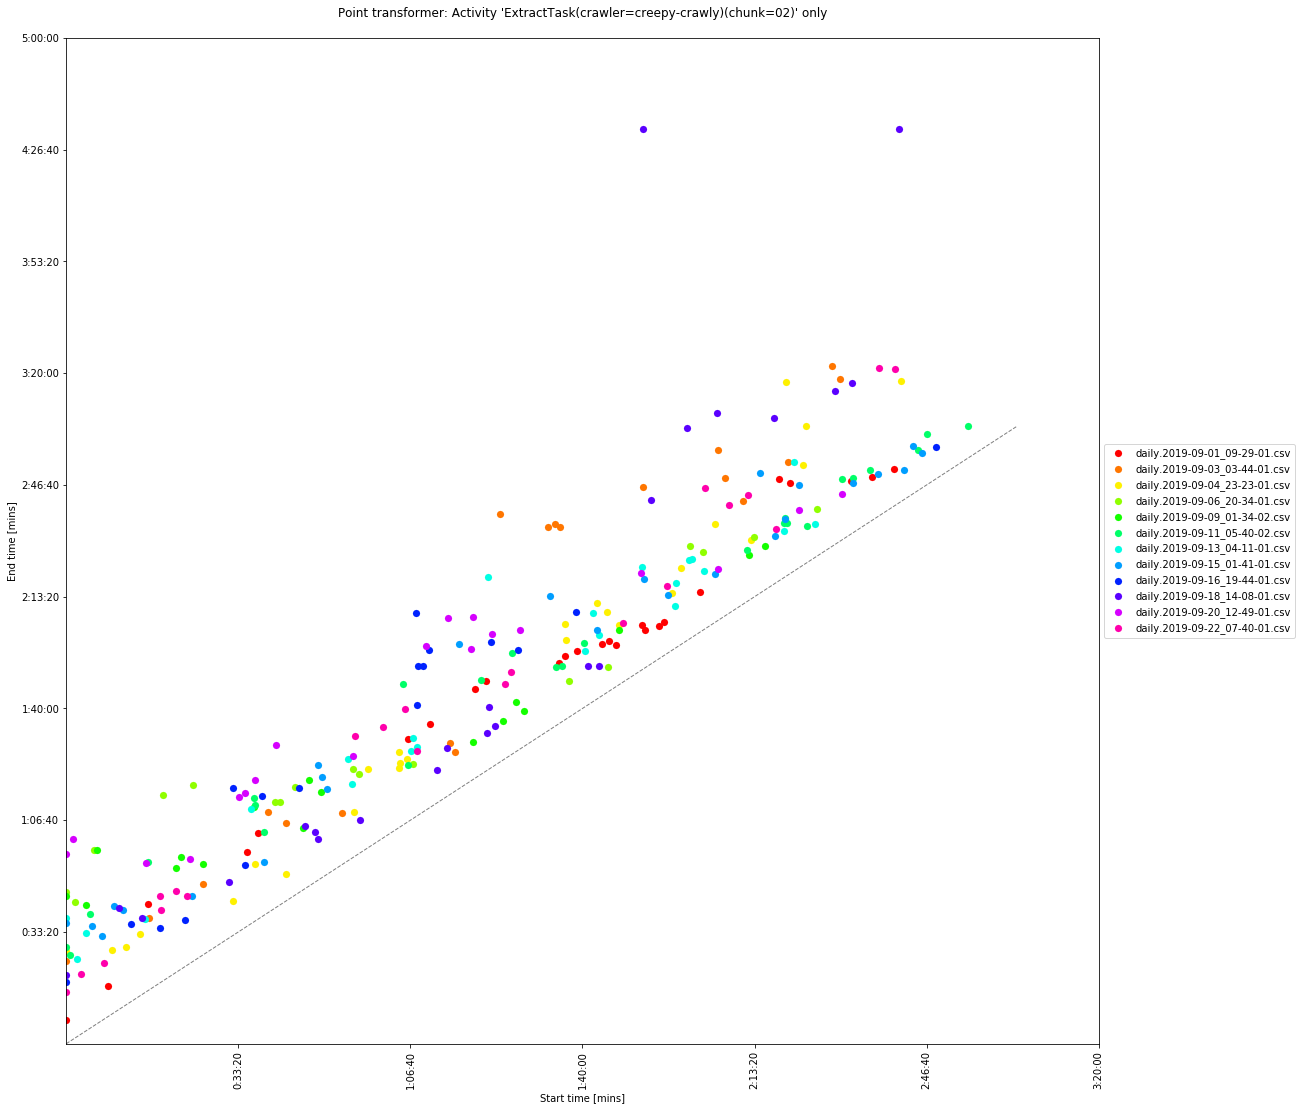 Point transformer: Activity 'ExtractTask(crawler=creepy-crawly)(chunk=02)' only
5:00:00
4:26:40
3:53:20
3:20:00
2:46:40
2:13:20
1:40:00
1:06:40
0:33:20
End time [mins]
0:33:20
1:06:40
1:40:00
2:13:20
2:46:40
3:20:00
Start time [mins]
daily.2019-09-01_09-29-01.csv
daily.2019-09-03_03-44-01.csv
daily.2019-09-04_23-23-01.csv
daily.2019-09-06_20-34-01.csv
daily.2019-09-09_01-34-02.csv
daily.2019-09-11_05-40-02.csv
daily.2019-09-13_04-11-01.csv
daily.2019-09-15_01-41-01.csv
daily.2019-09-16_19-44-01.csv
daily.2019-09-18_14-08-01.csv
daily.2019-09-20_12-49-01.csv
daily.2019-09-22_07-40-01.csv